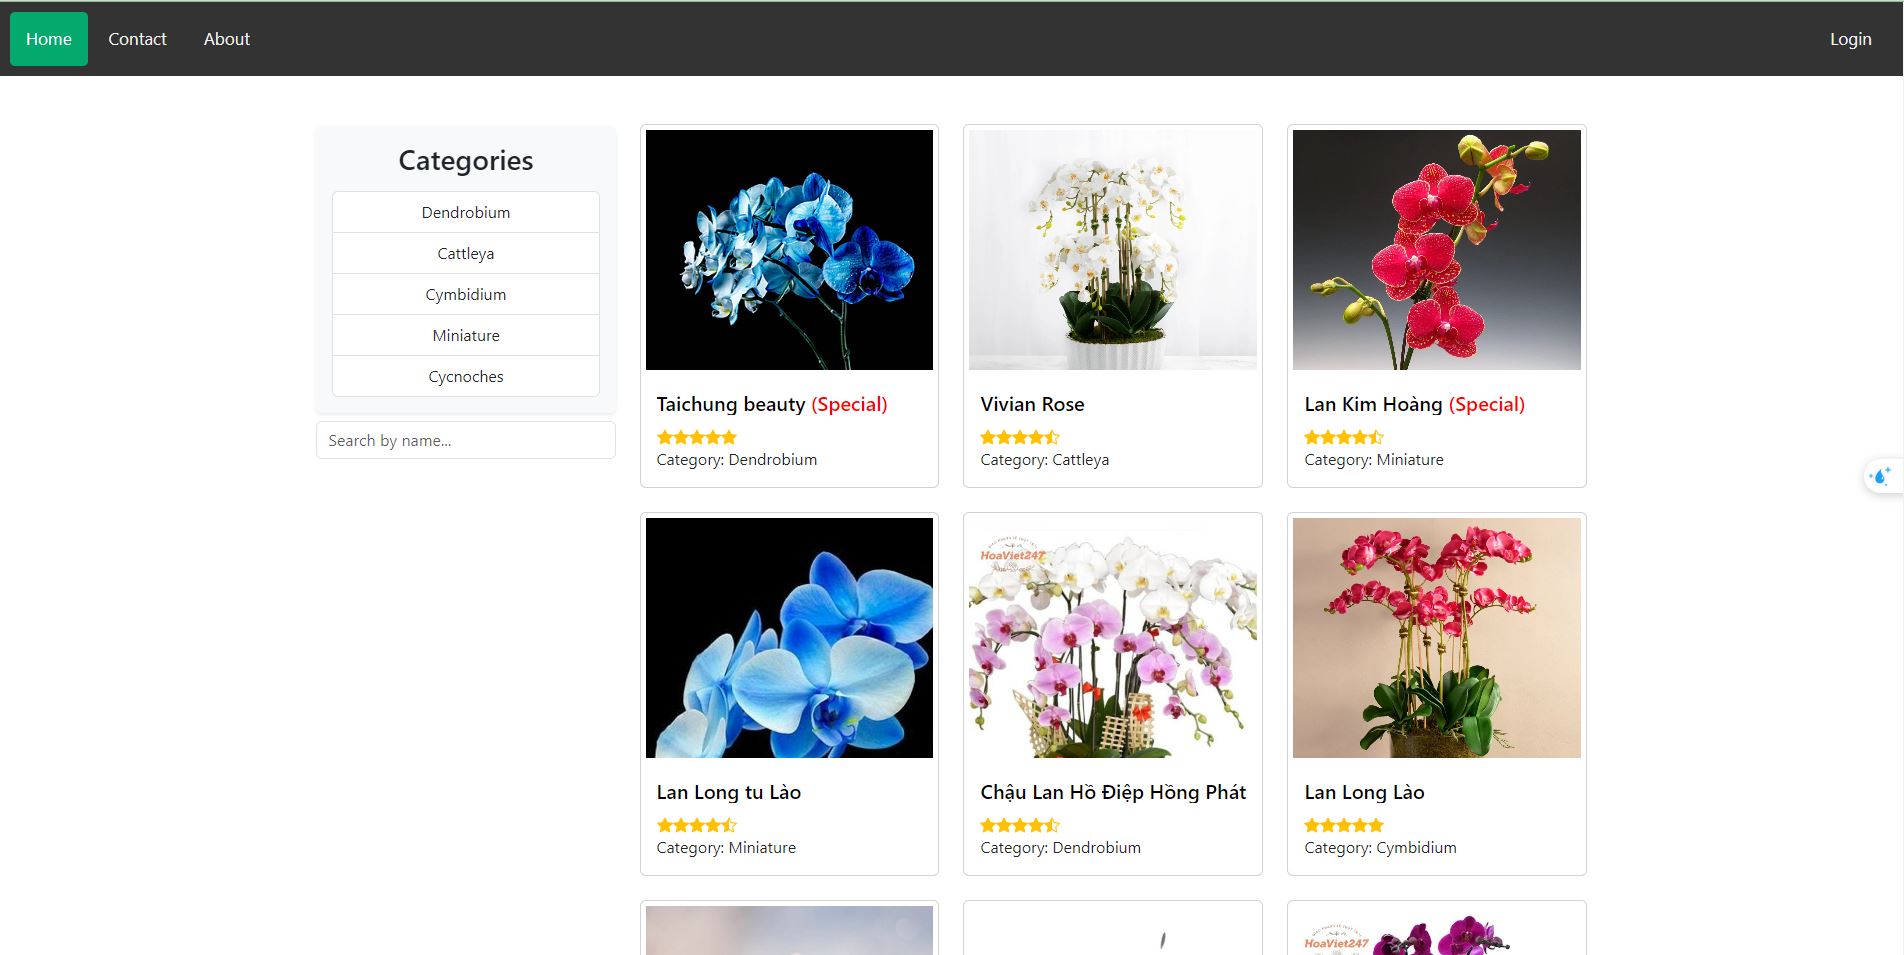 Home
Contact
About
Login
Categories
Dendrobium
Cattleya
Cymbidium
Miniature
Cycnoches
Search by name...
Taichung beauty (Special)
Category: Dendrobium
Vivian Rose
Category: Cattleya
Lan Kim Hoàng (Special)
Category: Miniature
Lan Long tu Lào
Category: Miniature
HoaViet247
Chậu Lan Hồ Điệp Hồng Phát
Category: Dendrobium
Lan Long Lào
Category: Cymbidium
HoaViet247